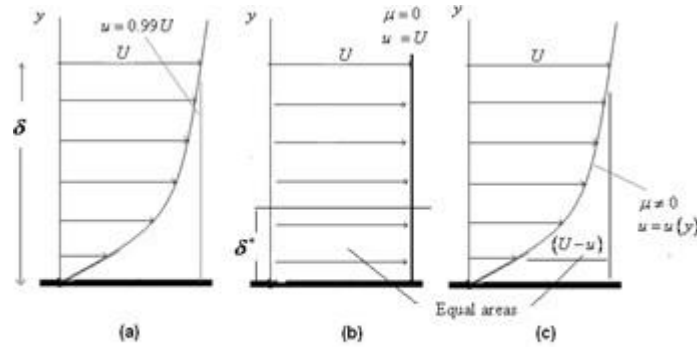 y
u = 0.99U
U
δ
(a)
y
μ = 0
u = U
U
δ*
(b)
y
U
μ ≠ 0
u = u{y}
{U−u}
Equal areas
(c)